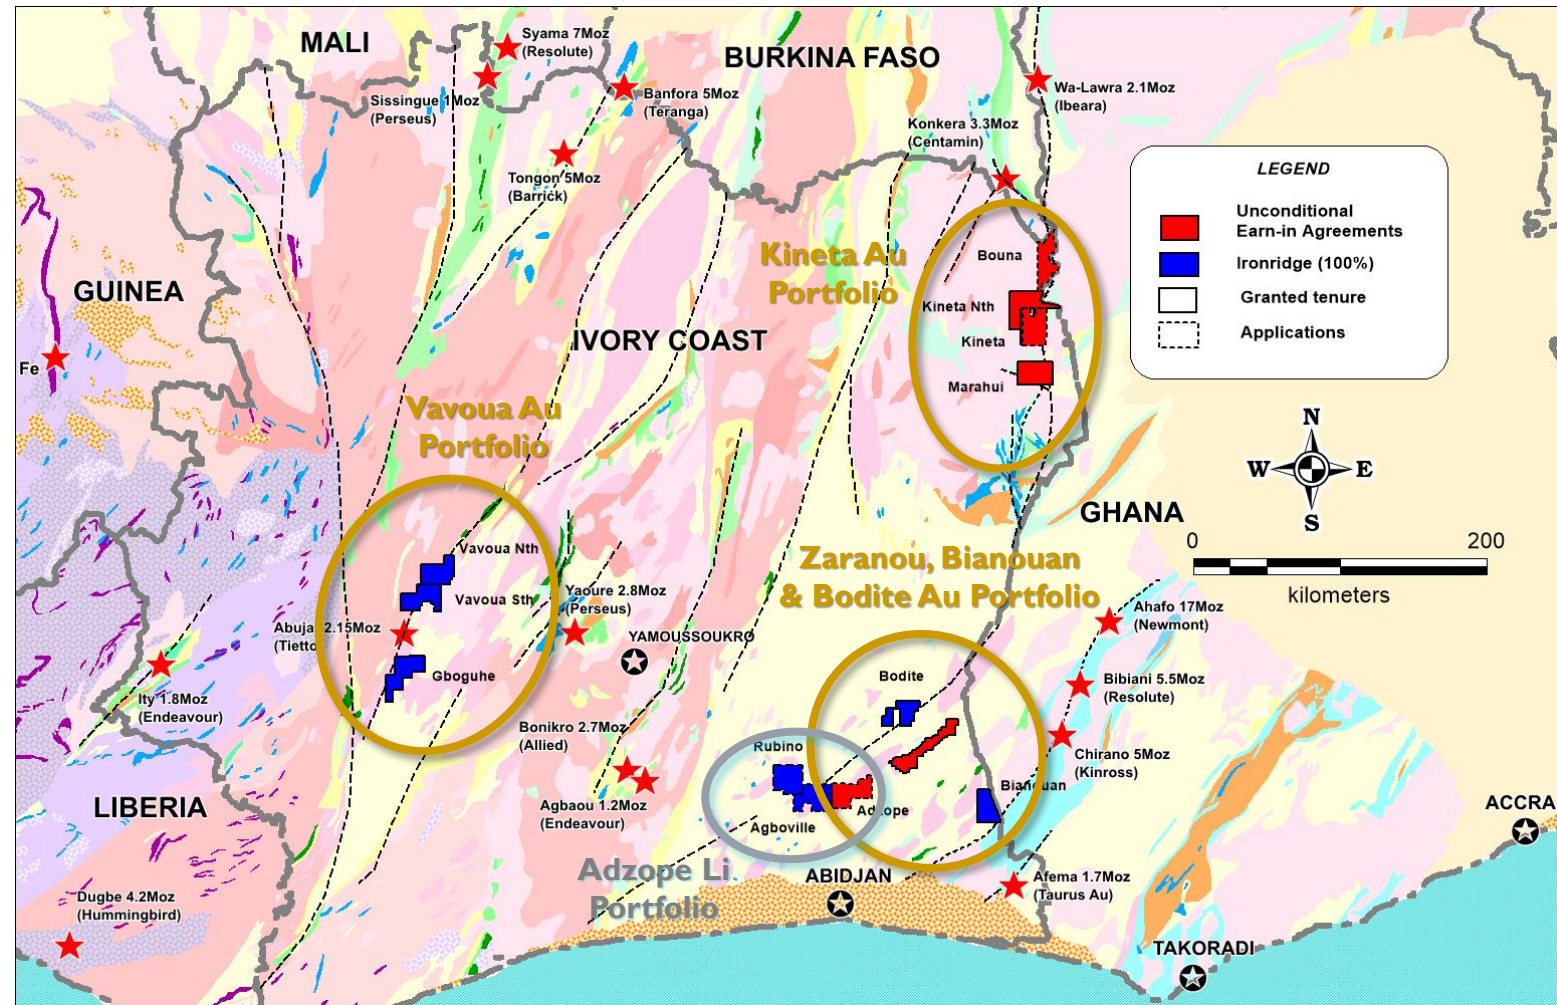 MALI
Syama 7Moz
(Resolute)
BURKINA FASO
Sissingue 1Moz
(Perseus)
Banfora 5Moz
(Teranga)
Wa-Lawra 2.1Moz
(Ibeara)
Konkera 3.3Moz
(Centamin)
Tongon 5Moz
(Barrick)
LEGEND
Unconditional
Earn-in Agreements
Ironridge (100%)
Granted tenure
Applications
Kineta Au
Portfolio
Bouna
Kineta Nth
Kineta
Marahui
GUINEA
IVORY COAST
Fe
Vavoua Au
Portfolio
N
W
E
S
GHANA
0
200
kilometers
Vavoua Nth
Vavoua Sth
Zaranou, Bianouan
& Bodite Au Portfolio
Yaoure 2.8Moz
(Perseus)
YAMOUSSOUKRO
Abujar 2.15Moz
(Tietto)
Gboguhe
Ahafo 17Moz
(Newmont)
Bibiani 5.5Moz
(Resolute)
Bodite
Ity 1.8Moz
(Endeavour)
Bonikro 2.7Moz
(Allied)
Rubino
Chirano 5Moz
(Kinross)
Bianouan
LIBERIA
Agbaou 1.2Moz
(Endeavour)
Agboville
Adzope
ACCRA
Adzope Li
Portfolio
ABIDJAN
Afema 1.7Moz
(Taurus Au)
Dugbe 4.2Moz
(Hummingbird)
TAKORADI